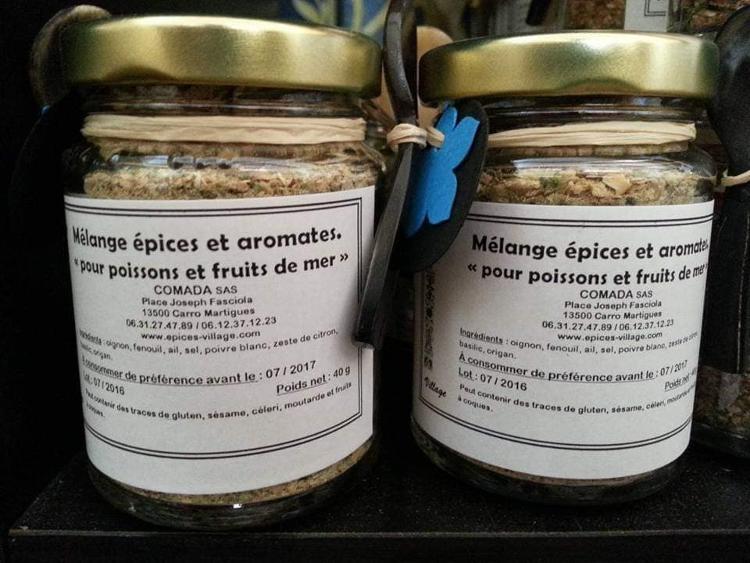 Mélange épices et aromates.
« pour poissons et fruits de mer »
COMADA SAS
Place Joseph Fasciola
13500 Carro Martigues
06.31.27.47.89 / 06.12.37.12.23
www.epices-village.com
Ingrédients : oignon, fenouil, ail, sel, poivre blanc, zeste de citron,
basilic, origan.
À consommer de préférence avant le : 07 / 2017
Lot : 07 / 2016
Poids net : 40 g
Peut contenir des traces de gluten, sésame, céleri, moutarde et fruits
à coques.
Mélange épices et aromates.
« pour poissons et fruits de mer »
COMADA SAS
Place Joseph Fasciola
13500 Carro Martigues
06.31.27.47.89 / 06.12.37.12.23
www.epices-village.com
Ingrédients : oignon, fenouil, ail, sel, poivre blanc, zeste de
basilic, origan.
À consommer de préférence avant le : 07 / 2017
Lot : 07 / 2016
Poids net : 40
Peut contenir des traces de gluten, sésame, céleri, moutarde
à coques.
Village